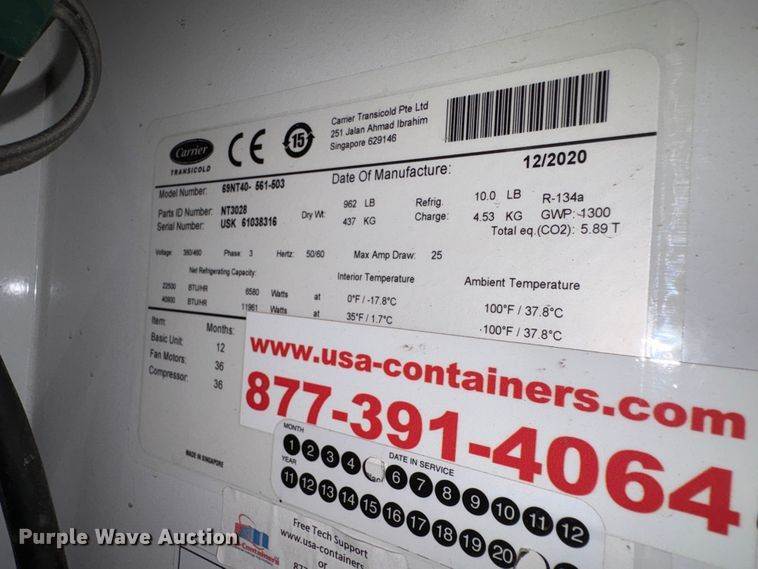 Carrier
TRANSICOLD
CE
15
Carrier Transicold Pte Ltd
251 Jalan Ahmad Ibrahim
Singapore 629146
Model Number: 69NT40- 561-503
Date Of Manufacture: 12/2020
Parts ID Number: NT3028
Serial Number: USK 61038316
Dry Wt: 962 LB
437 KG
Refrig. 10.0 LB R-134a
Charge: 4.53 KG GWP: 1300
Total eq.(CO2): 5.89 T
Voltage: 380/460 Phase: 3 Hertz: 50/60 Max Amp Draw: 25
Net Refrigerating Capacity: Interior Temperature Ambient Temperature
22500 BTU/HR 6580 Watts at 0°F / -17.8°C 100°F / 37.8°C
40900 BTU/HR 11961 Watts at 35°F / 1.7°C 100°F / 37.8°C
Item: Months:
Basic Unit: 12
Fan Motors: 36
Compressor: 36
MADE IN SINGAPORE
www.usa-containers.com
877-391-4064
MONTH DATE IN SERVICE
1 2 3 4 6 7 8 9 10 11 12
YEAR
11 12 13 14 15 16 17 18 19 20
Free Tech Support
www.usa-containers
or
877
Purple Wave Auction